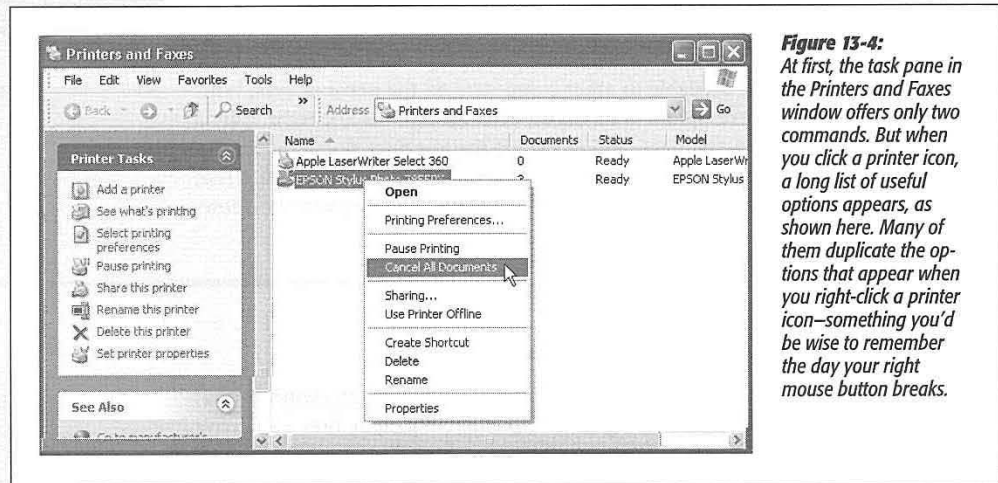 Printers and Faxes
File Edit View Favorites Tools Help
Back Search » Address Printers and Faxes Go
Name Documents Status Model
Printer Tasks
Apple LaserWriter Select 360 0 Ready Apple LaserWr
EPSON Stylus Photo Ready EPSON Stylus
Add a printer
See what's printing
Select printing
preferences
Pause printing
Share this printer
Rename this printer
Delete this printer
Set printer properties
See Also
Open
Printing Preferences...
Pause Printing
Cancel All Documents
Sharing...
Use Printer Offline
Create Shortcut
Delete
Rename
Properties
Figure 13-4:
At first, the task pane in
the Printers and Faxes
window offers only two
commands. But when
you click a printer icon,
a long list of useful
options appears, as
shown here. Many of
them duplicate the op-
tions that appear when
you right-click a printer
icon—something you'd
be wise to remember
the day your right
mouse button breaks.